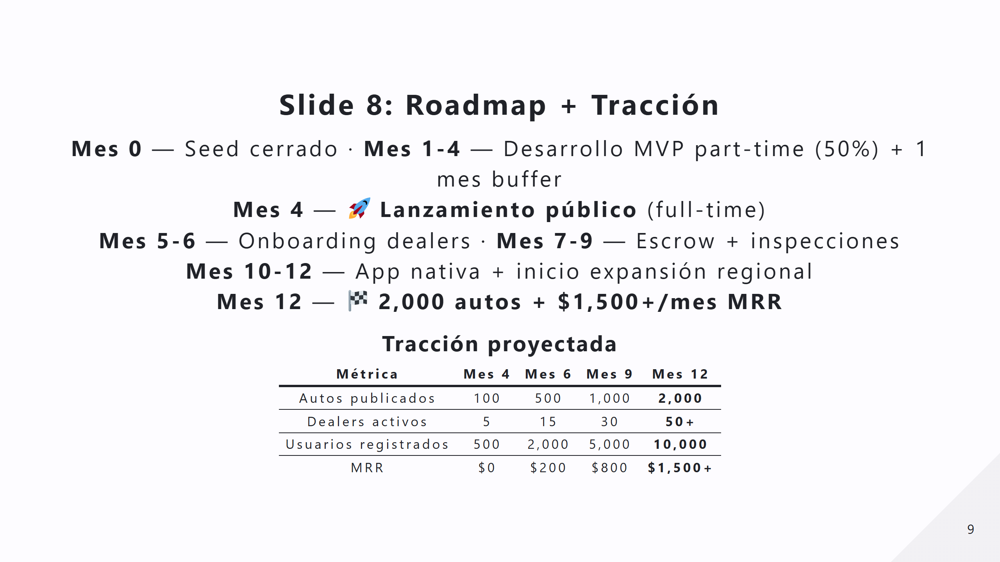 Slide 8: Roadmap + Tracción
Mes 0 — Seed cerrado · Mes 1-4 — Desarrollo MVP part-time (50%) + 1
mes buffer
Mes 4 — 🚀 Lanzamiento público (full-time)
Mes 5-6 — Onboarding dealers · Mes 7-9 — Escrow + inspecciones
Mes 10-12 — App nativa + inicio expansión regional
Mes 12 — 🏁 2,000 autos + $1,500+/mes MRR
Tracción proyectada
Métrica Mes 4 Mes 6 Mes 9 Mes 12
Autos publicados 100 500 1,000 2,000
Dealers activos 5 15 30 50+
Usuarios registrados 500 2,000 5,000 10,000
MRR $0 $200 $800 $1,500+
9